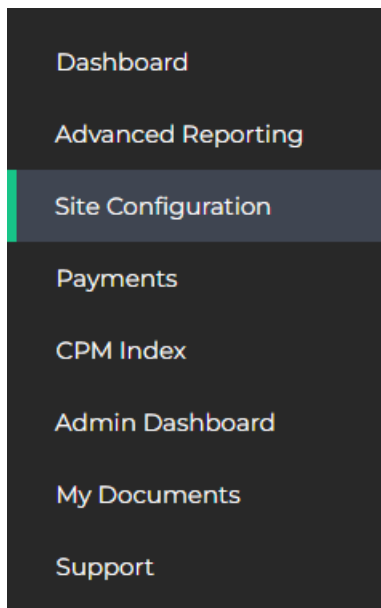 Dashboard
Advanced Reporting
Site Configuration
Payments
CPM Index
Admin Dashboard
My Documents
Support